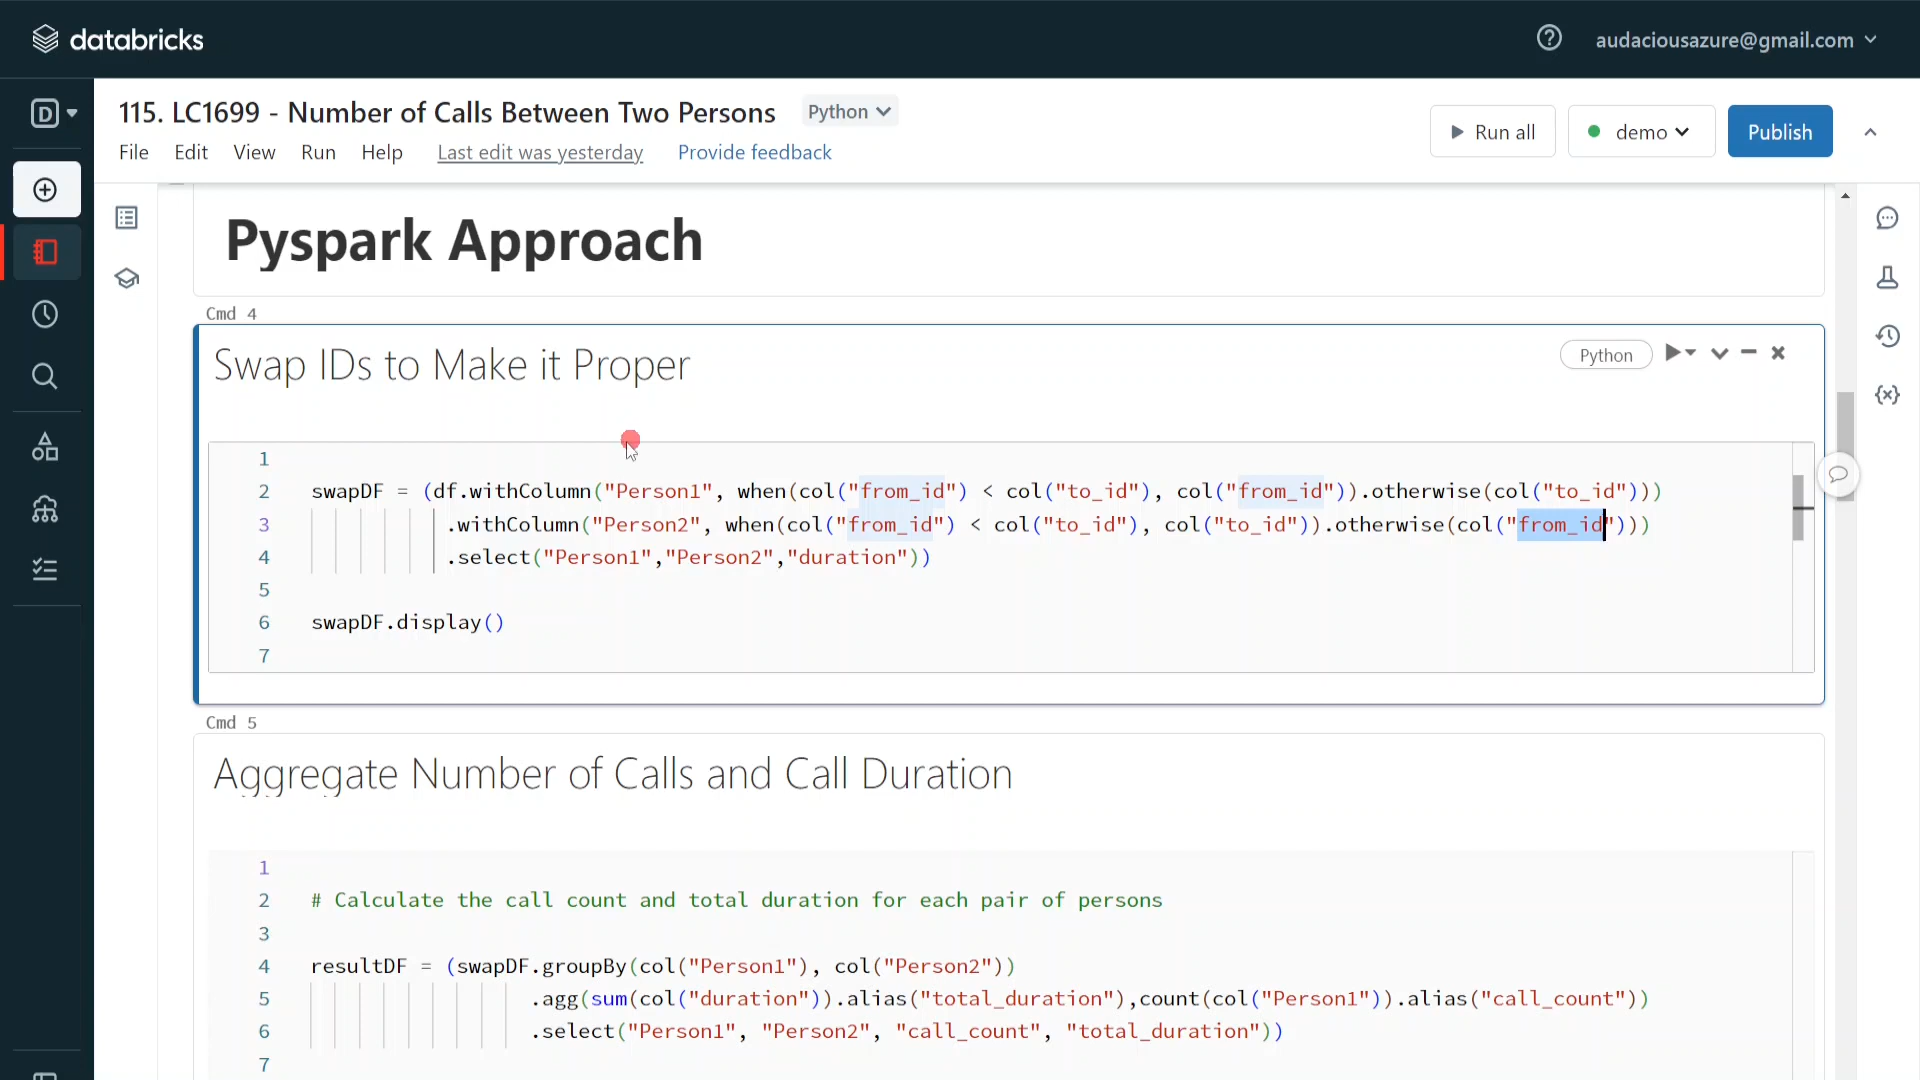 databricks
audaciousazure@gmail.com
D
115. LC1699 - Number of Calls Between Two Persons
Python
File Edit View Run Help Last edit was yesterday Provide feedback
Run all
demo
Publish
Pyspark Approach
Cmd 4
Swap IDs to Make it Proper
Python
1
2 swapDF = (df.withColumn("Person1", when(col("from_id") < col("to_id"), col("from_id")).otherwise(col("to_id")))
3 .withColumn("Person2", when(col("from_id") < col("to_id"), col("to_id")).otherwise(col("from_id")))
4 .select("Person1","Person2","duration"))
5
6 swapDF.display()
7
Cmd 5
Aggregate Number of Calls and Call Duration
1
2 # Calculate the call count and total duration for each pair of persons
3
4 resultDF = (swapDF.groupBy(col("Person1"), col("Person2"))
5 .agg(sum(col("duration")).alias("total_duration"),count(col("Person1")).alias("call_count"))
6 .select("Person1", "Person2", "call_count", "total_duration"))
7